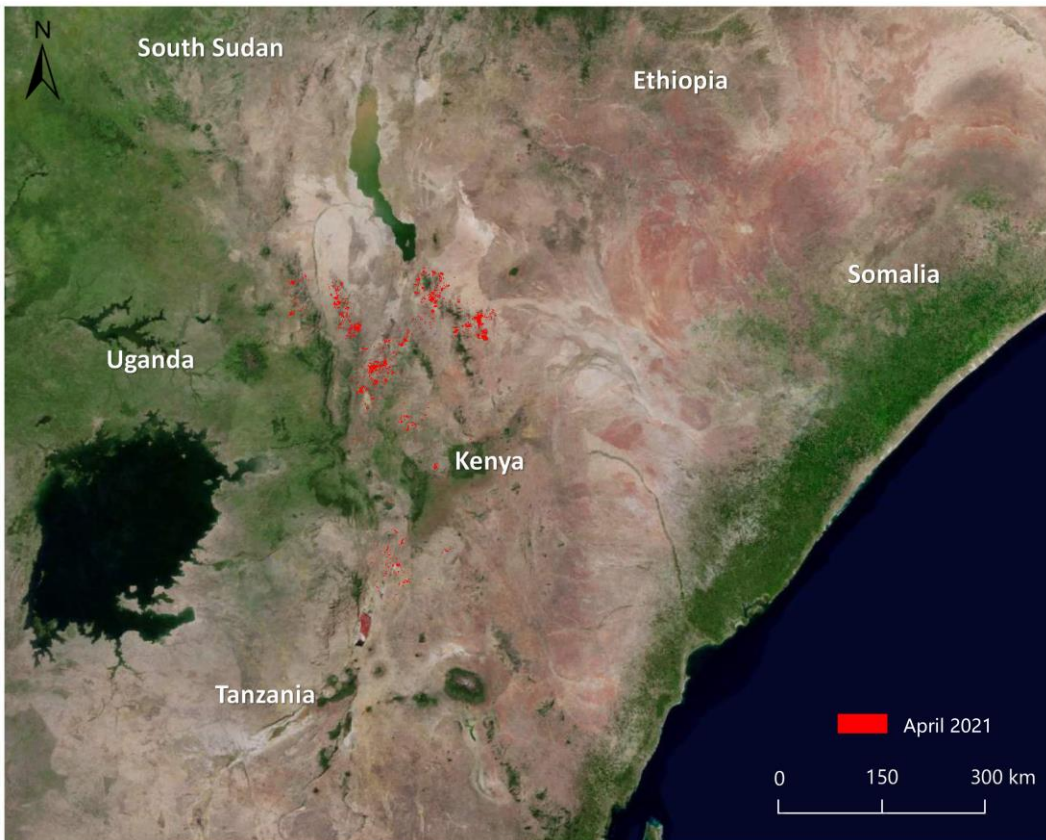 N
South Sudan
Ethiopia
Somalia
Uganda
Kenya
Tanzania
April 2021
0 150 300 km